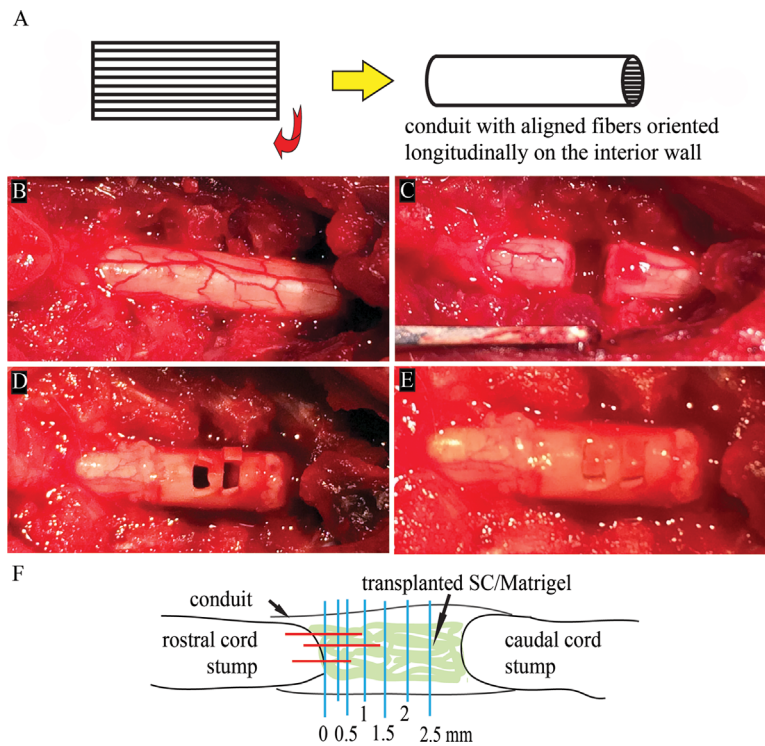 A
conduit with aligned fibers oriented
longitudinally on the interior wall
B
C
D
E
F
transplanted SC/Matrigel
conduit
rostral cord
stump
caudal cord
stump
1
2
0
0.5
1.5
2.5 mm